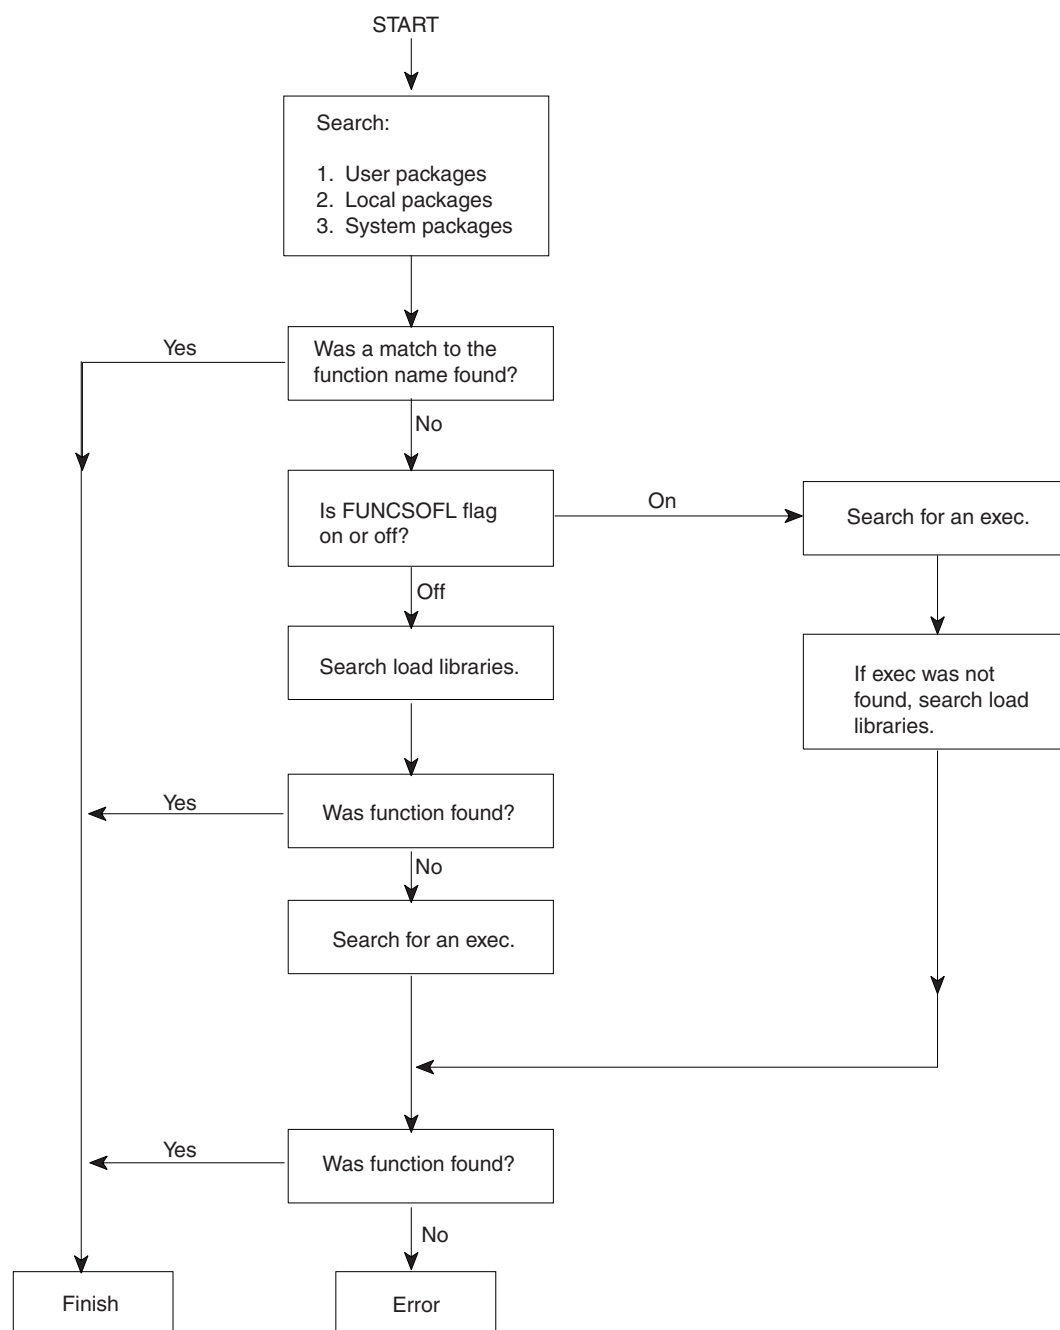 START
Search:
1. User packages
2. Local packages
3. System packages
Yes
Was a match to the
function name found?
No
Is FUNCSOFL flag
on or off?
On
Search for an exec.
Off
Search load libraries.
If exec was not
found, search load
libraries.
Yes
Was function found?
No
Search for an exec.
Yes
Was function found?
No
Finish
Error